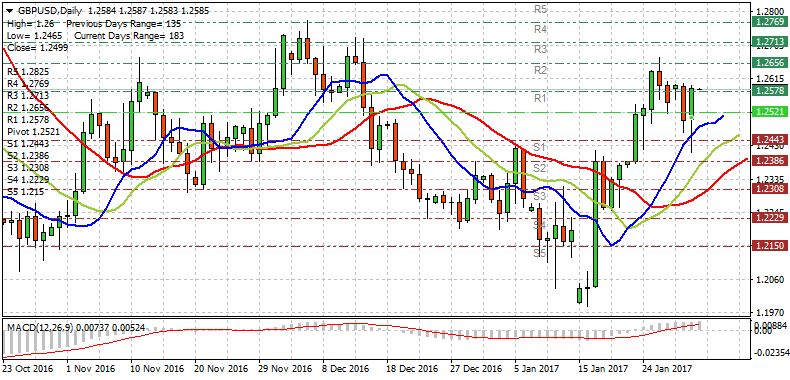 GBPUSD,Daily 1.2584 1.2587 1.2583 1.2585
High= 1.26 Previous Days Range= 135
Low= 1.2465 Current Days Range= 183
Close= 1.2499
R5 1.2825
R4 1.2769
R3 1.2713
R2 1.2656
R1 1.2578
Pivot 1.2521
S1 1.2443
S2 1.2386
S3 1.2308
S4 1.2229
S5 1.215
R5
R4
R3
R2
R1
S1
S2
S3
S4
S5
1.2800
1.2769
1.2713
1.2656
1.2615
1.2578
1.2521
1.2443
1.2430
1.2386
1.2335
1.2308
1.2245
1.2229
1.2150
1.2060
1.1970
MACD(12,26,9) 0.00737 0.00524
0.00884
0.00
-0.02354
23 Oct 2016 1 Nov 2016 10 Nov 2016 20 Nov 2016 29 Nov 2016 8 Dec 2016 18 Dec 2016 27 Dec 2016 5 Jan 2017 15 Jan 2017 24 Jan 2017